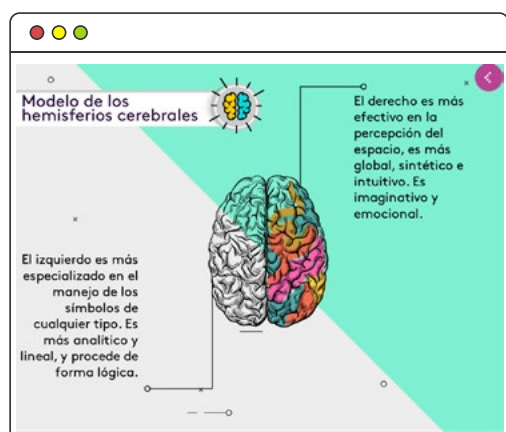 Modelo de los
hemisferios cerebrales
El derecho es más
efectivo en la
percepción del
espacio, es más
global, sintético e
intuitivo. Es
imaginativo y
emocional.
El izquierdo es más
especializado en el
manejo de los
símbolos de
cualquier tipo. Es
más analítico y
lineal, y procede de
forma lógica.